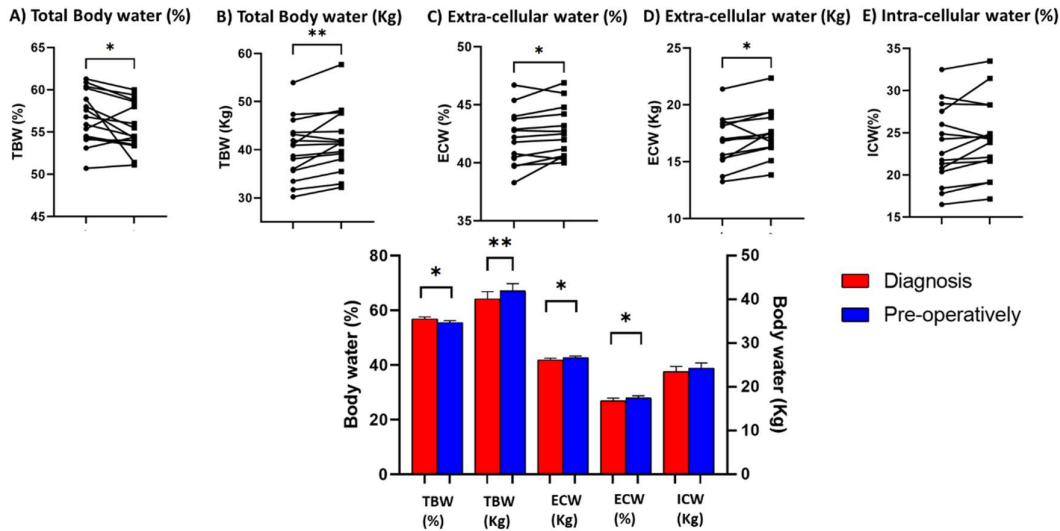 A) Total Body water (%)
B) Total Body water (Kg)
C) Extra-cellular water (%)
D) Extra-cellular water (Kg)
E) Intra-cellular water (%)
65
60
55
50
45
TBW (%)
*
60
50
40
30
TBW (Kg)
**
50
45
40
35
ECW (%)
*
25
20
15
10
ECW (Kg)
*
35
30
25
20
15
ICW(%)
80
60
40
20
0
Body water (%)
*
**
*
*
50
40
30
20
10
0
Body water (Kg)
TBW (%)
TBW (Kg)
ECW (Kg)
ECW (%)
ICW (Kg)
Diagnosis
Pre-operatively